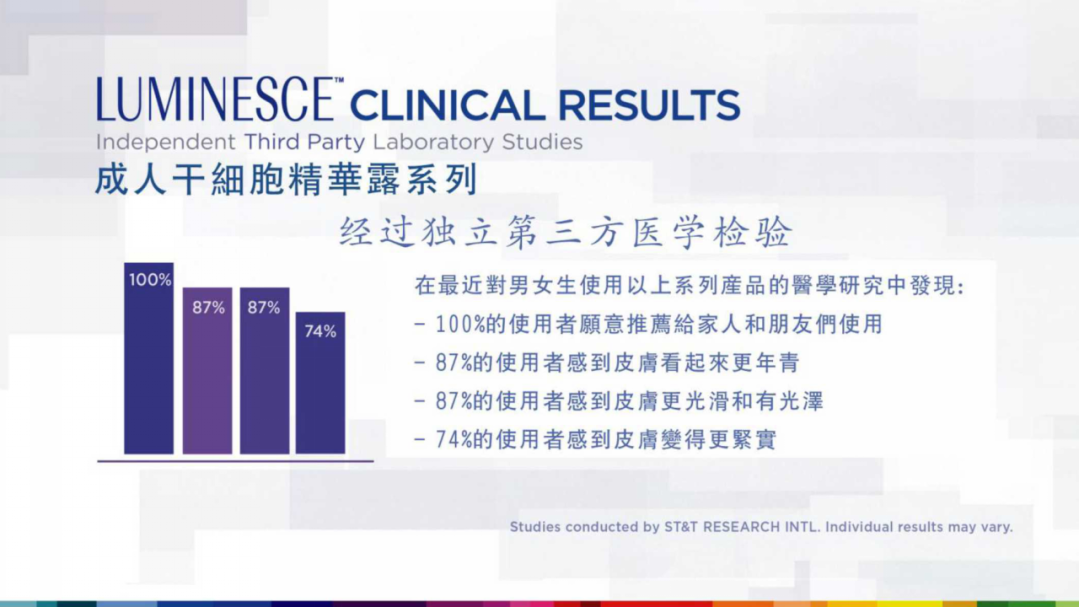 LUMINESCE™ CLINICAL RESULTS
Independent Third Party Laboratory Studies
成人干細胞精華露系列
经过独立第三方医学检验
100%
87%
87%
74%
在最近對男女生使用以上系列産品的醫學研究中發現:
- 100%的使用者願意推薦給家人和朋友們使用
- 87%的使用者感到皮膚看起來更年青
- 87%的使用者感到皮膚更光滑和有光澤
- 74%的使用者感到皮膚變得更緊實
Studies conducted by ST&T RESEARCH INTL. Individual results may vary.